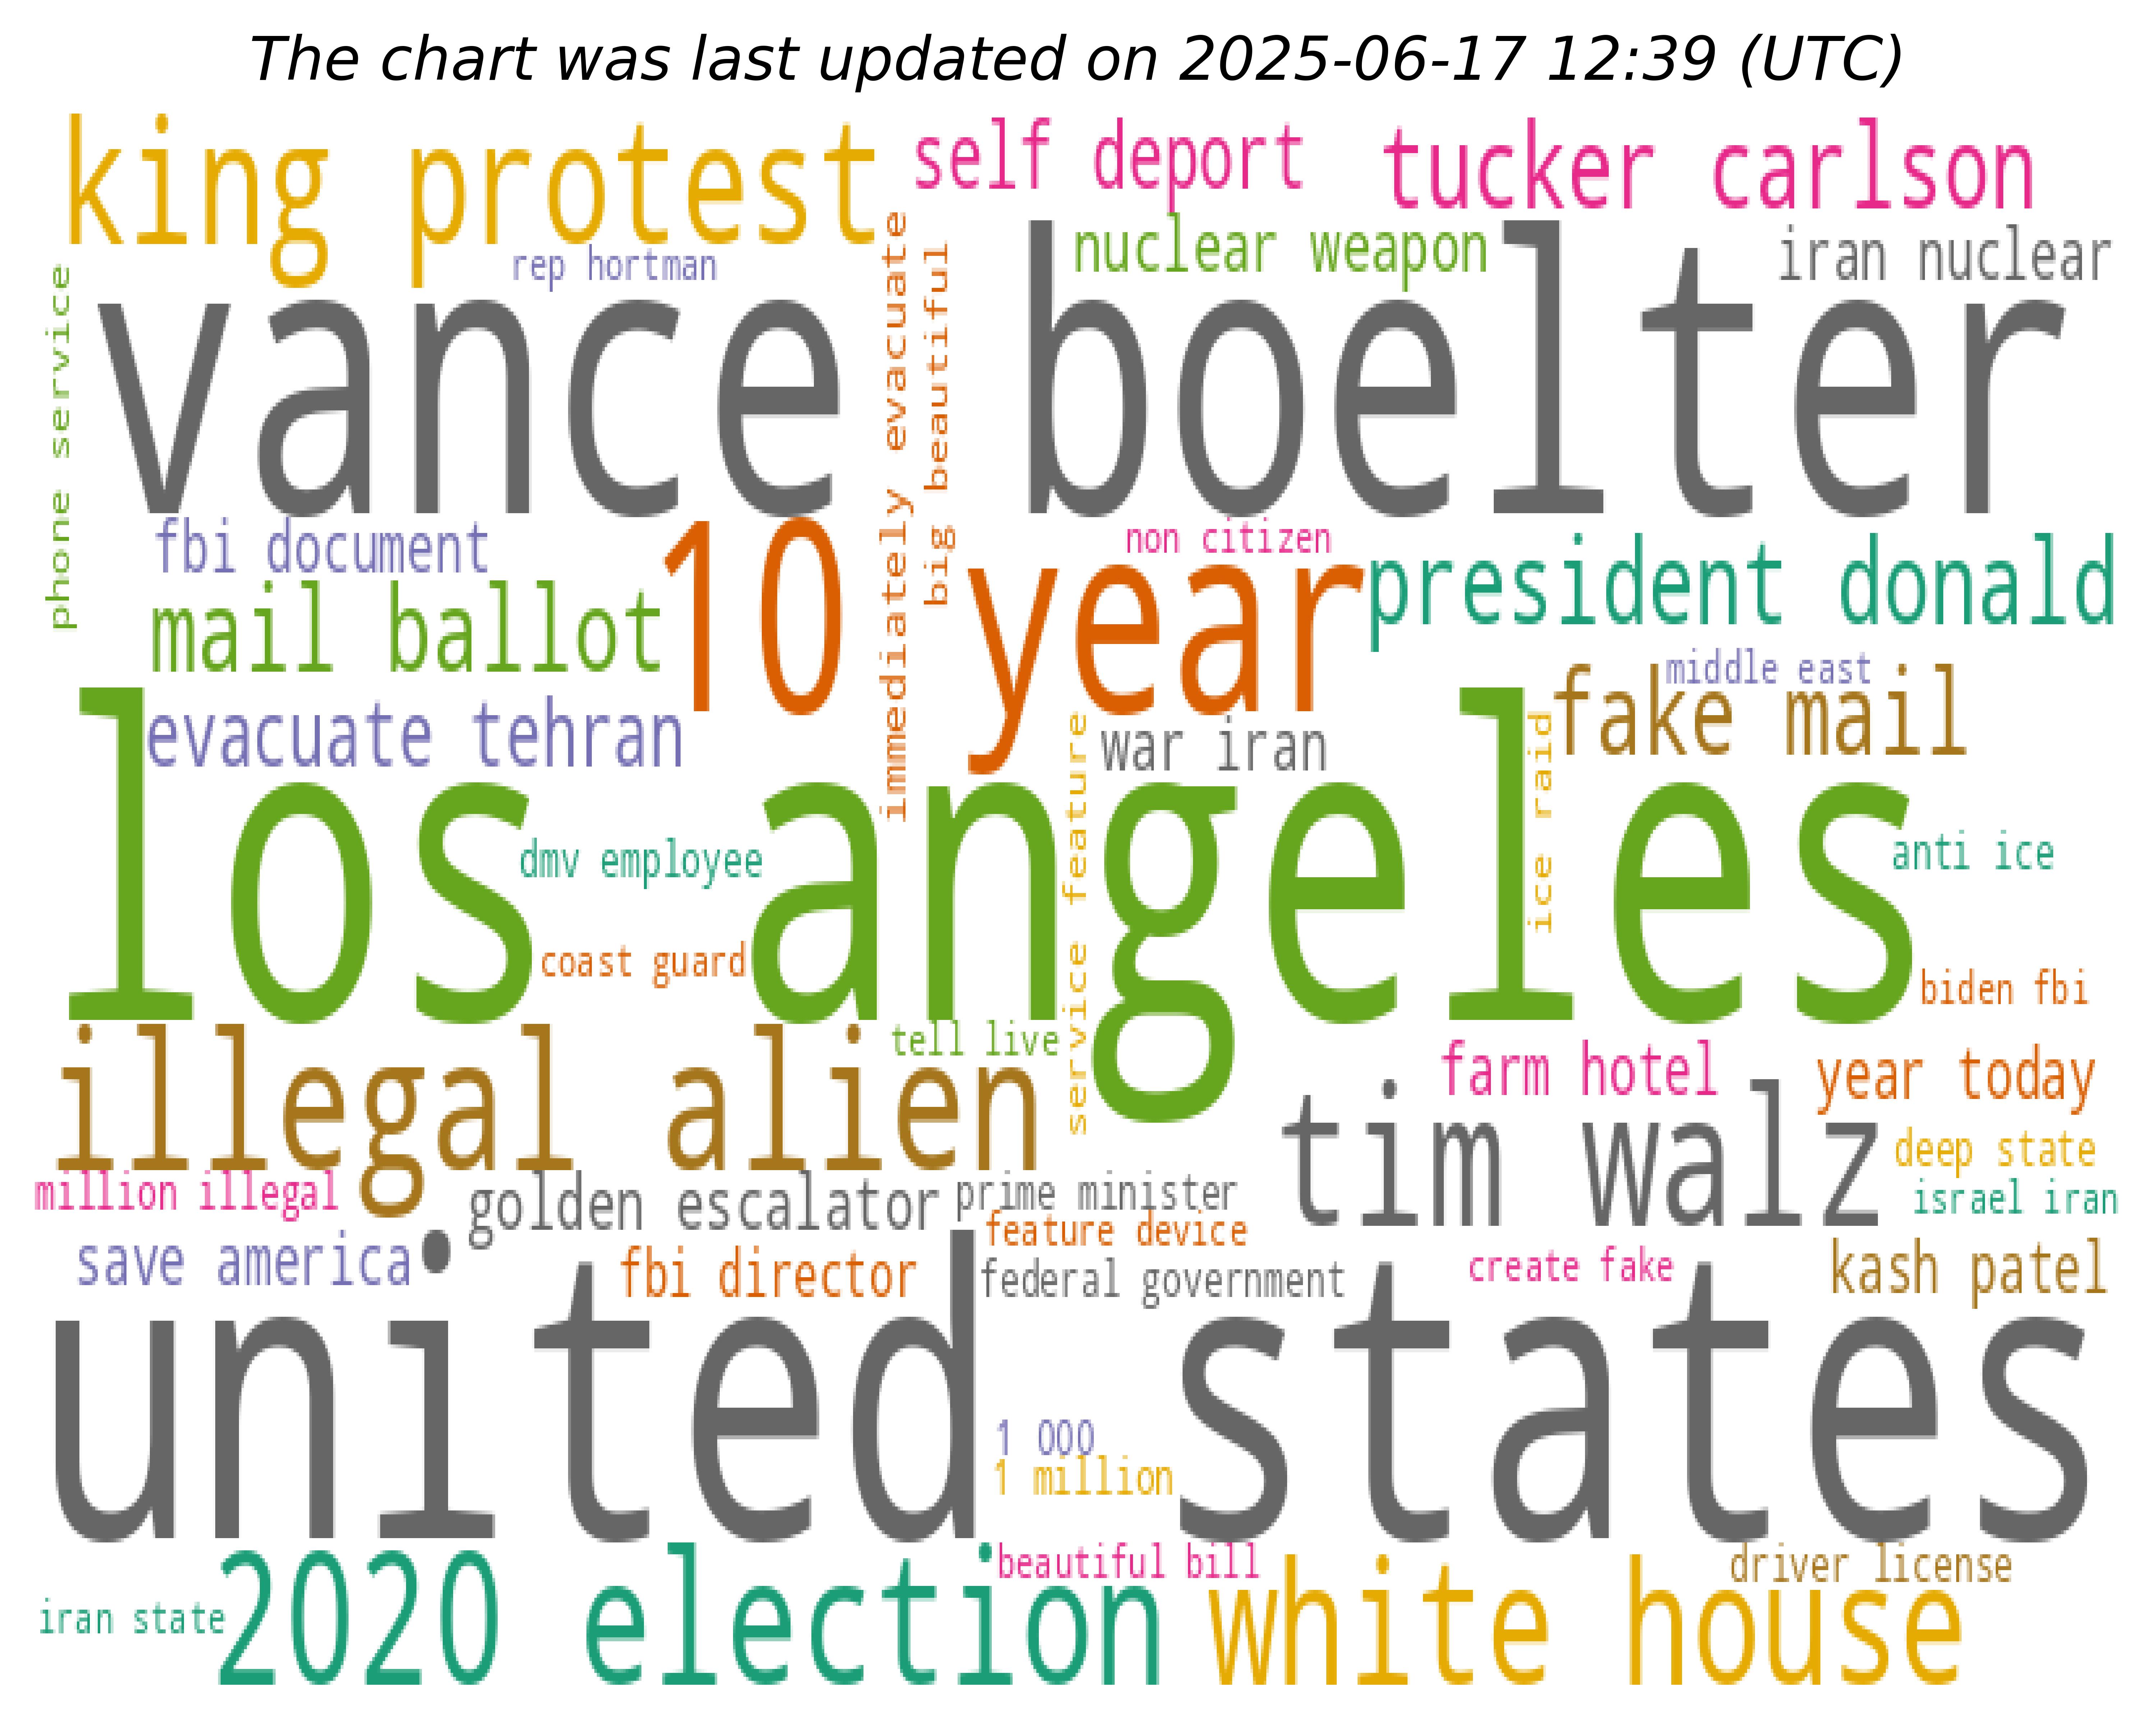 The chart was last updated on 2025-06-17 12:39 (UTC)
king protest
self deport
tucker carlson
rep hortman
nuclear weapon
iran nuclear
phone service
vance boelter
immediately evacuate
big beautiful
fbi document
10 year
non citizen
president donald
mail ballot
middle east
fake mail
evacuate tehran
war iran
los angeles
service feature
ice raid
dmv employee
anti ice
coast guard
biden fbi
illegal alien
tell live
farm hotel
year today
tim walz
deep state
million illegal
golden escalator
prime minister
israel iran
feature device
save america
fbi director
federal government
create fake
kash patel
united states
1 000
1 million
2020 election
beautiful bill
white house
driver license
iran state